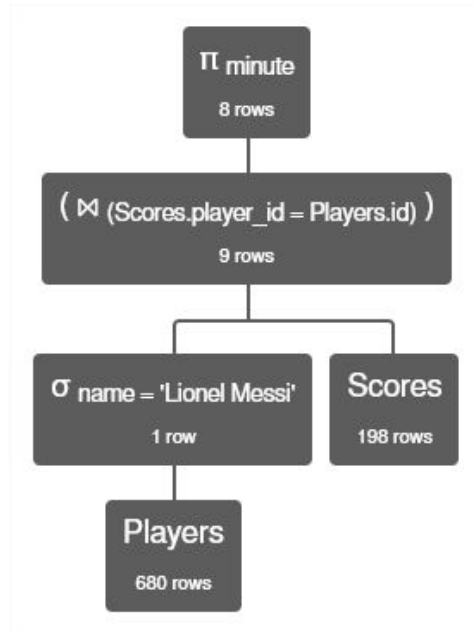 π minute
8 rows
( ⋈ (Scores.player_id = Players.id) )
9 rows
σ name = 'Lionel Messi'
1 row
Scores
198 rows
Players
680 rows